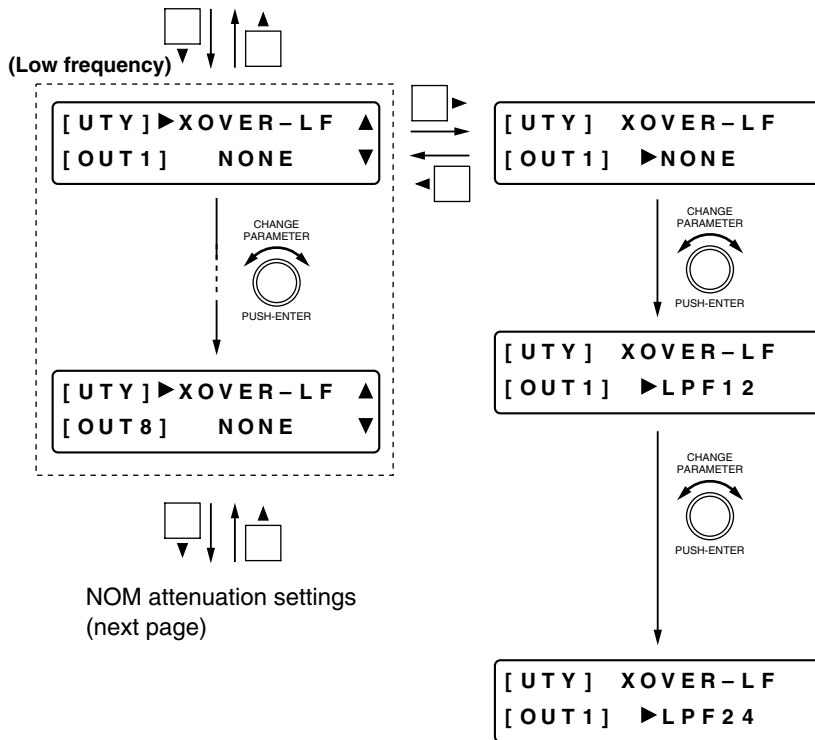 (Low frequency)
[UTY]▶XOVER–LF ▲
[OUT1] NONE ▼
CHANGE
PARAMETER
PUSH-ENTER
[UTY]▶XOVER–LF ▲
[OUT8] NONE ▼
NOM attenuation settings
(next page)
[UTY] XOVER–LF
[OUT1] ▶NONE
CHANGE
PARAMETER
PUSH-ENTER
[UTY] XOVER–LF
[OUT1] ▶LPF12
CHANGE
PARAMETER
PUSH-ENTER
[UTY] XOVER–LF
[OUT1] ▶LPF24